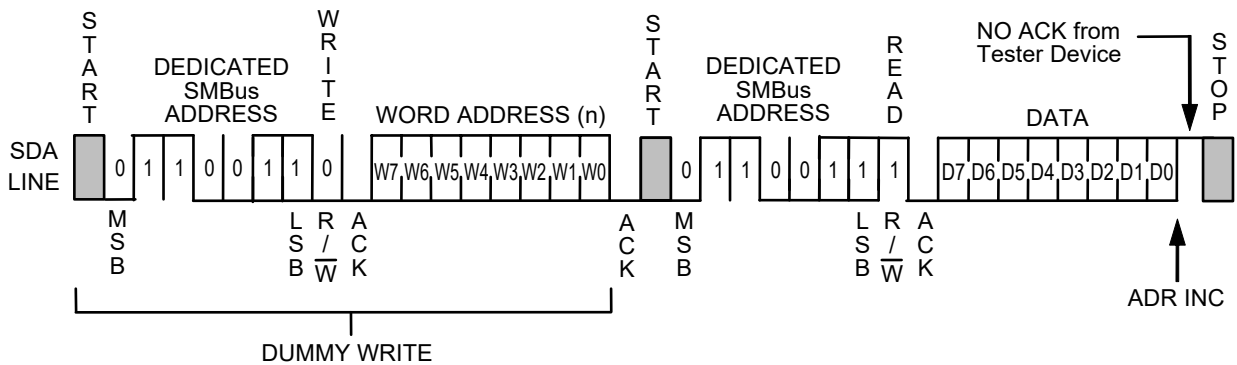 START
DEDICATED
SMBus
ADDRESS
WRITE
WORD ADDRESS (n)
START
DEDICATED
SMBus
ADDRESS
READ
DATA
NO ACK from
Tester Device
STOP
SDA
LINE
0 1 1 0 0 1 1 0
W7 W6 W5 W4 W3 W2 W1 W0
0 1 1 0 0 1 1 1
D7 D6 D5 D4 D3 D2 D1 D0
MSB
LSB
R/W
ACK
ACK
MSB
LSB
R/W
ACK
ADR INC
DUMMY WRITE